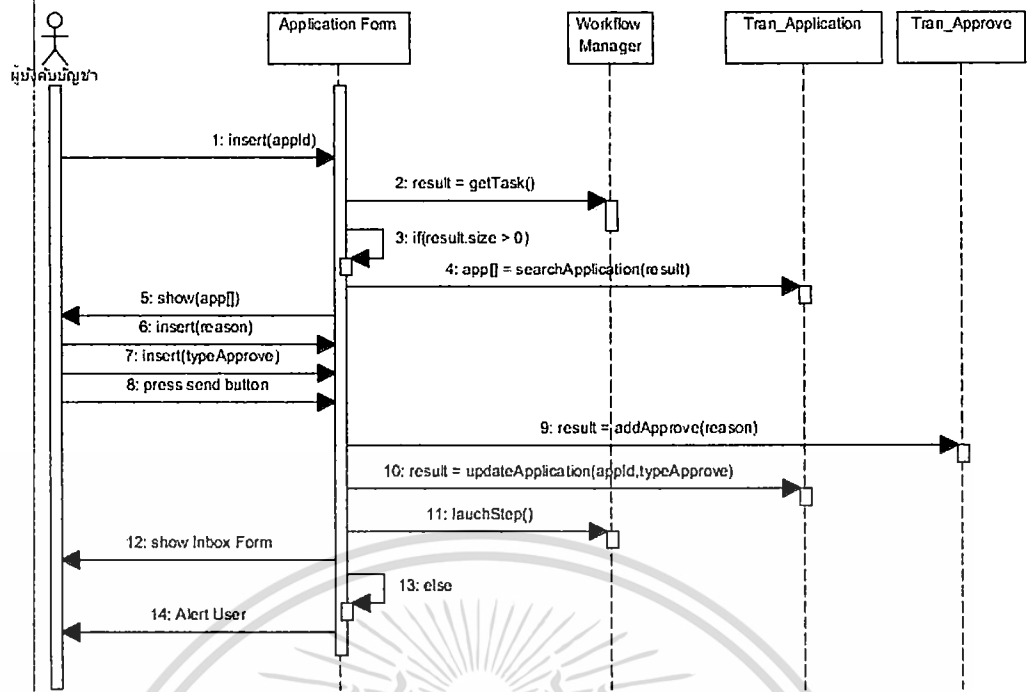 Application Form
Workflow
Manager
Tran_Application
Tran_Approve
ผู้บังคับบัญชา
1: insert(appId)
2: result = getTask()
3: if(result.size > 0)
4: app[] = searchApplication(result)
5: show(app[])
6: insert(reason)
7: insert(typeApprove)
8: press send button
9: result = addApprove(reason)
10: result = updateApplication(appId,typeApprove)
11: lauchStep()
12: show Inbox Form
13: else
14: Alert User